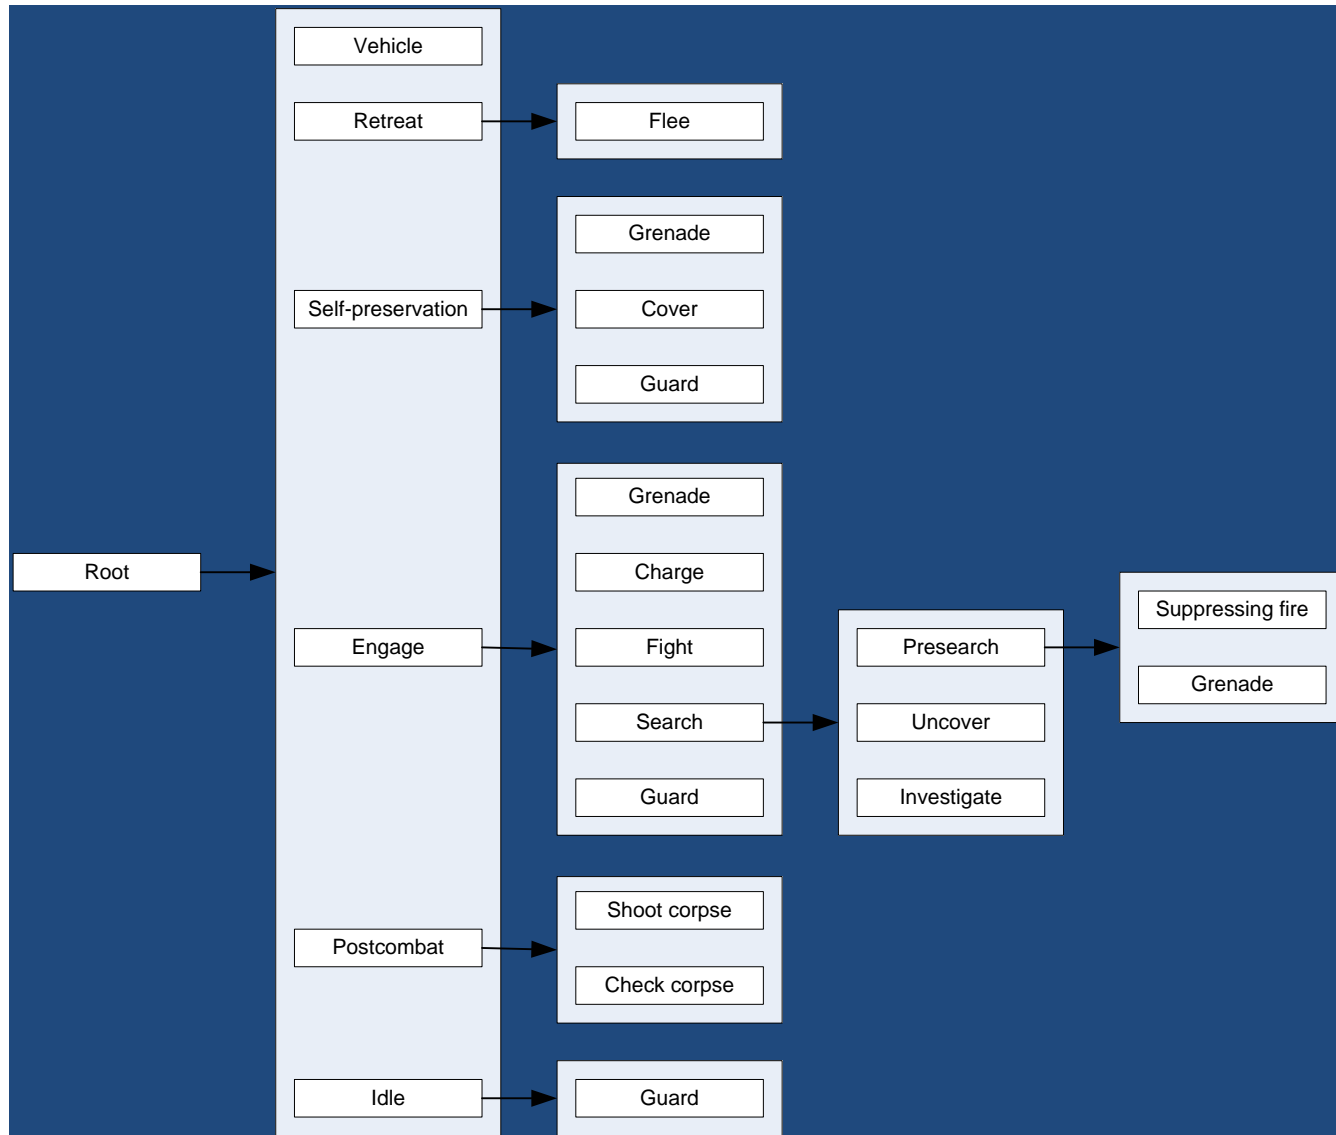 Root
Vehicle
Retreat
Self-preservation
Engage
Postcombat
Idle
Flee
Grenade
Cover
Guard
Grenade
Charge
Fight
Search
Guard
Shoot corpse
Check corpse
Guard
Presearch
Uncover
Investigate
Suppressing fire
Grenade